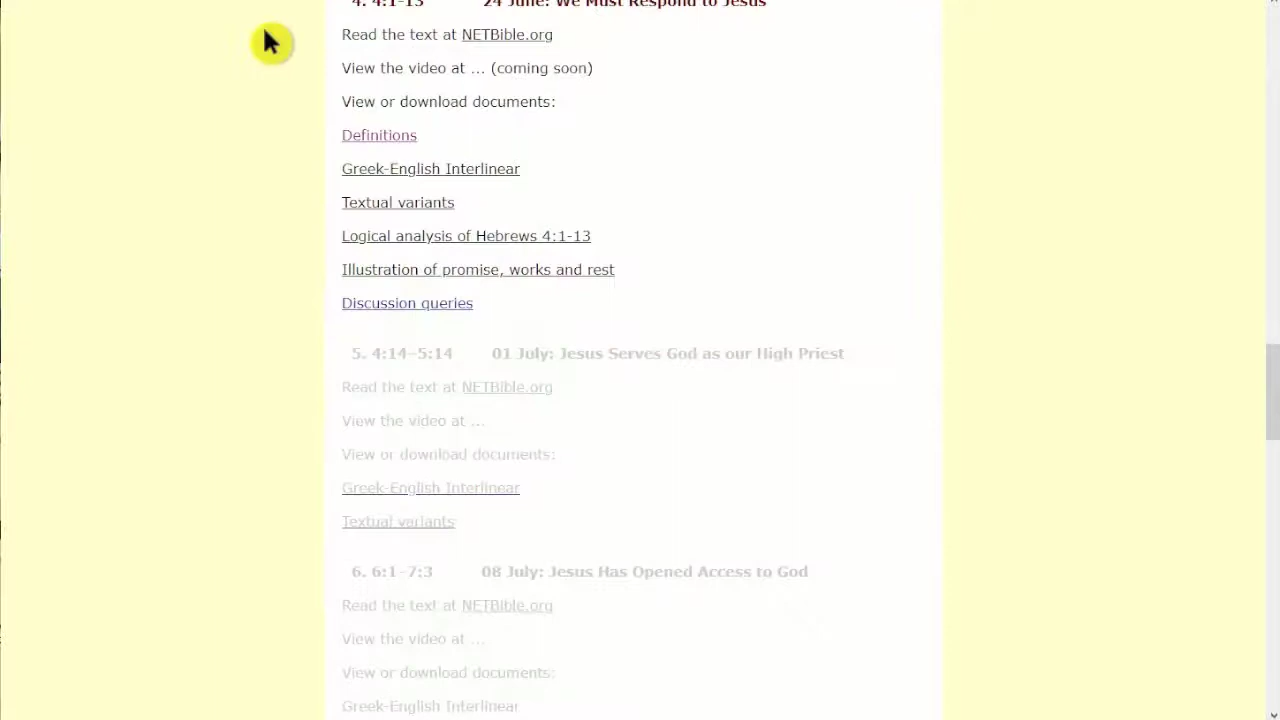 4. 4:1-13 24 June: We Must Respond to Jesus
Read the text at NETBible.org
View the video at ... (coming soon)
View or download documents:
Definitions
Greek-English Interlinear
Textual variants
Logical analysis of Hebrews 4:1-13
Illustration of promise, works and rest
Discussion queries
5. 4:14–5:14 01 July: Jesus Serves God as our High Priest
Read the text at NETBible.org
View the video at ...
View or download documents:
Greek-English Interlinear
Textual variants
6. 6:1–7:3 08 July: Jesus Has Opened Access to God
Read the text at NETBible.org
View the video at ...
View or download documents:
Greek-English Interlinear